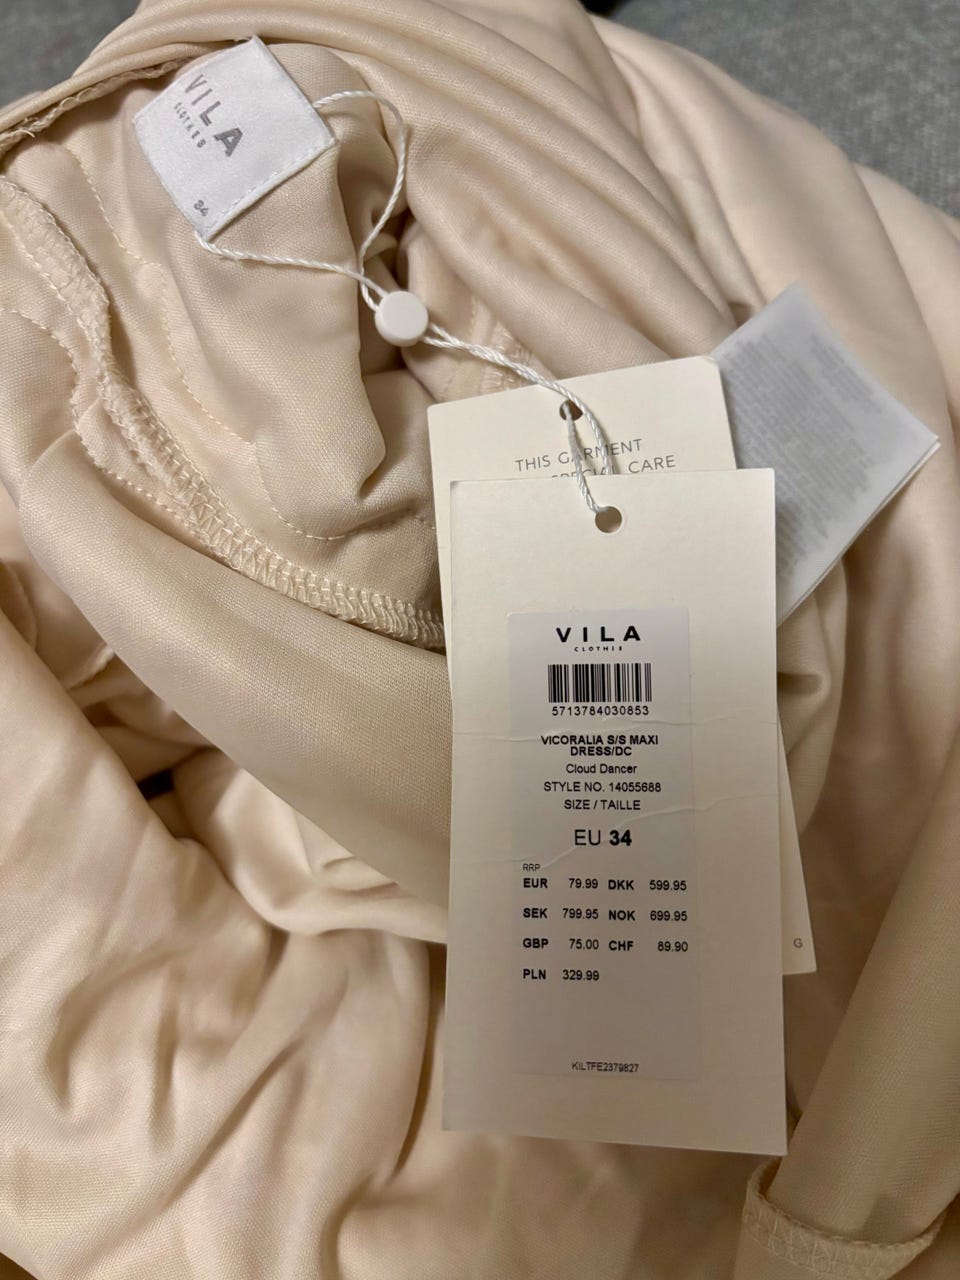 VILA
CLOTHES
34
THIS GARMENT
SPECIAL CARE
VILA
CLOTHES
5713784030853
VICORALIA S/S MAXI
DRESS/DC
Cloud Dancer
STYLE NO. 14055688
SIZE / TAILLE
EU 34
RRP
EUR 79.99 DKK 599.95
SEK 799.95 NOK 699.95
GBP 75.00 CHF 89.90
PLN 329.99
G
KILTFE2379827